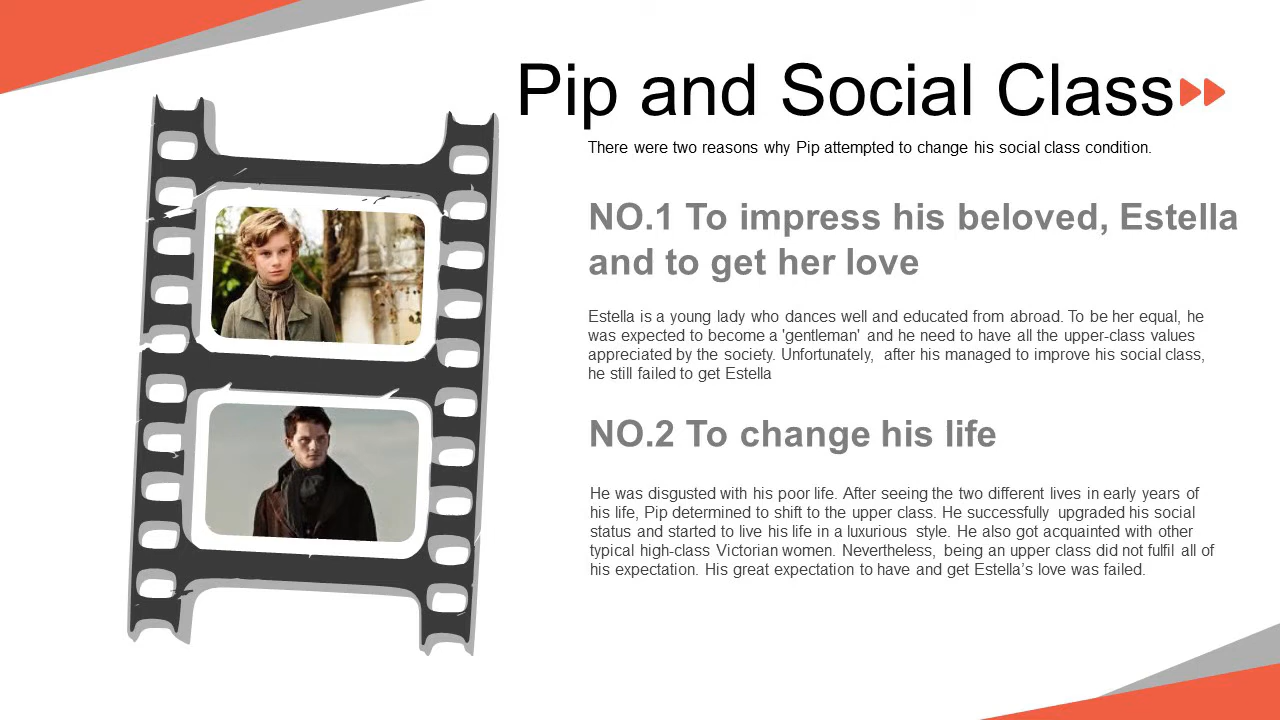 Pip and Social Class
There were two reasons why Pip attempted to change his social class condition.
NO.1 To impress his beloved, Estella
and to get her love
Estella is a young lady who dances well and educated from abroad. To be her equal, he
was expected to become a 'gentleman' and he need to have all the upper-class values
appreciated by the society. Unfortunately, after his managed to improve his social class,
he still failed to get Estella
NO.2 To change his life
He was disgusted with his poor life. After seeing the two different lives in early years of
his life, Pip determined to shift to the upper class. He successfully upgraded his social
status and started to live his life in a luxurious style. He also got acquainted with other
typical high-class Victorian women. Nevertheless, being an upper class did not fulfil all of
his expectation. His great expectation to have and get Estella’s love was failed.